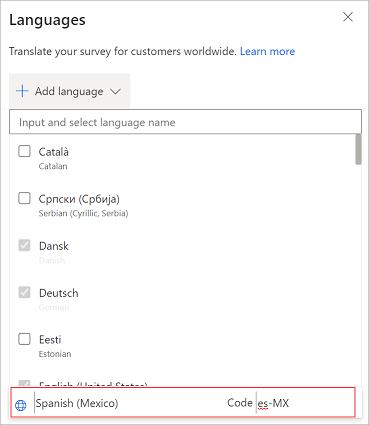 Languages
Translate your survey for customers worldwide. Learn more
Add language
Input and select language name
Català
Catalan
Српски (Србија)
Serbian (Cyrillic, Serbia)
Dansk
Danish
Deutsch
German
Eesti
Estonian
English (United States)
Spanish (Mexico) Code es-MX